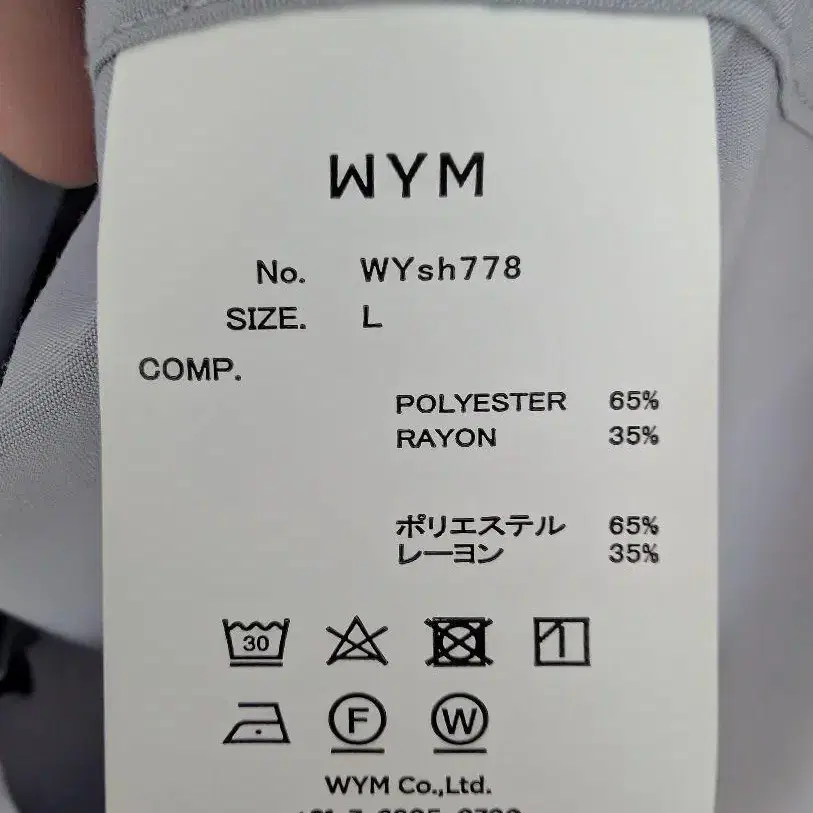 WYM
No. WYsh778
SIZE. L
COMP.
POLYESTER 65%
RAYON 35%
ポリエステル 65%
レーヨン 35%
30
F W
WYM Co.,Ltd.